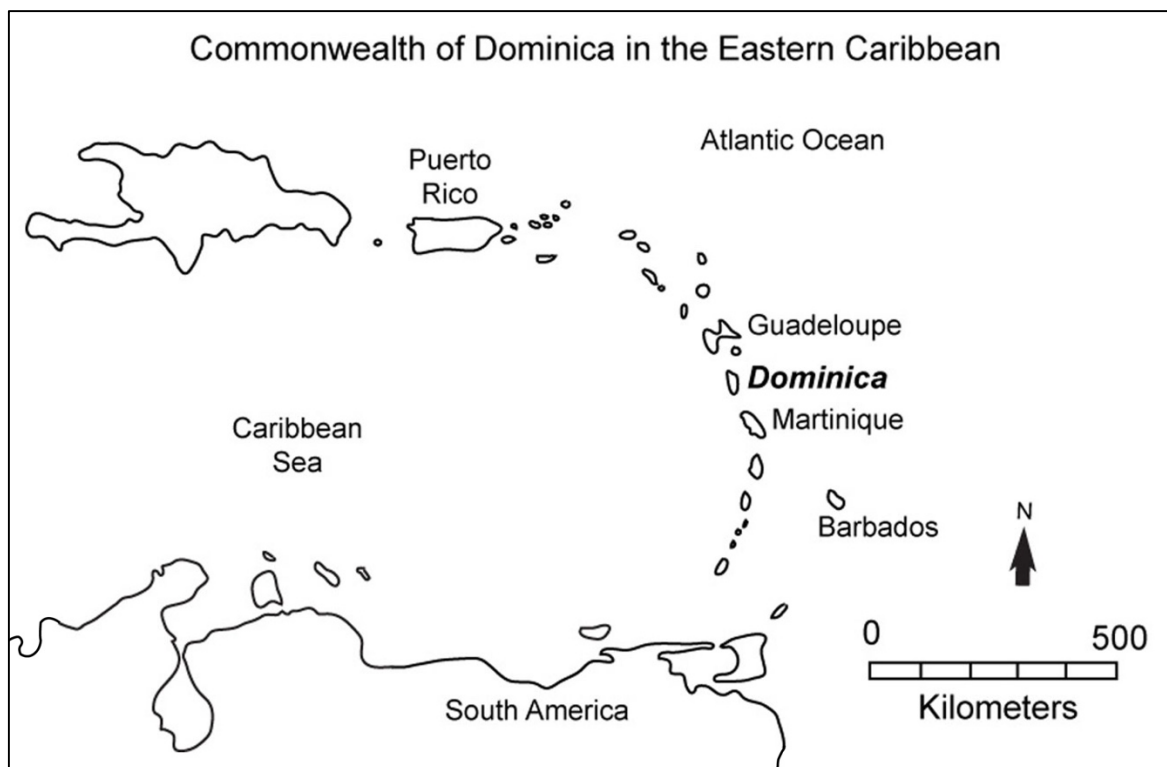 Commonwealth of Dominica in the Eastern Caribbean
Atlantic Ocean
Puerto
Rico
Guadeloupe
Dominica
Martinique
Caribbean
Sea
Barbados
N
0 500
Kilometers
South America